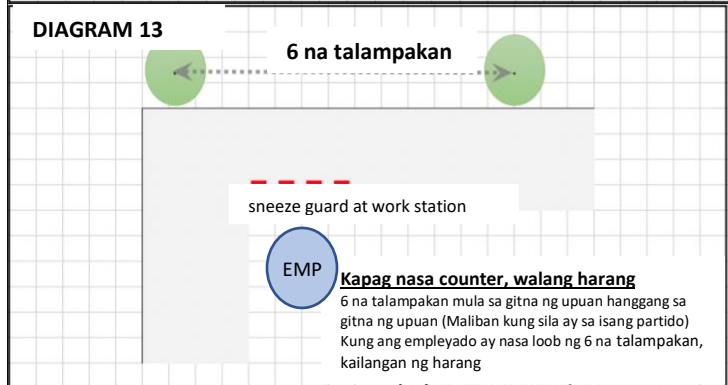 DIAGRAM 13
6 na talampakan
sneeze guard at work station
EMP
Kapag nasa counter, walang harang
6 na talampakan mula sa gitna ng upuan hanggang sa
gitna ng upuan (Maliban kung sila ay sa isang partido)
Kung ang empleyado ay nasa loob ng 6 na talampakan,
kailangan ng harang